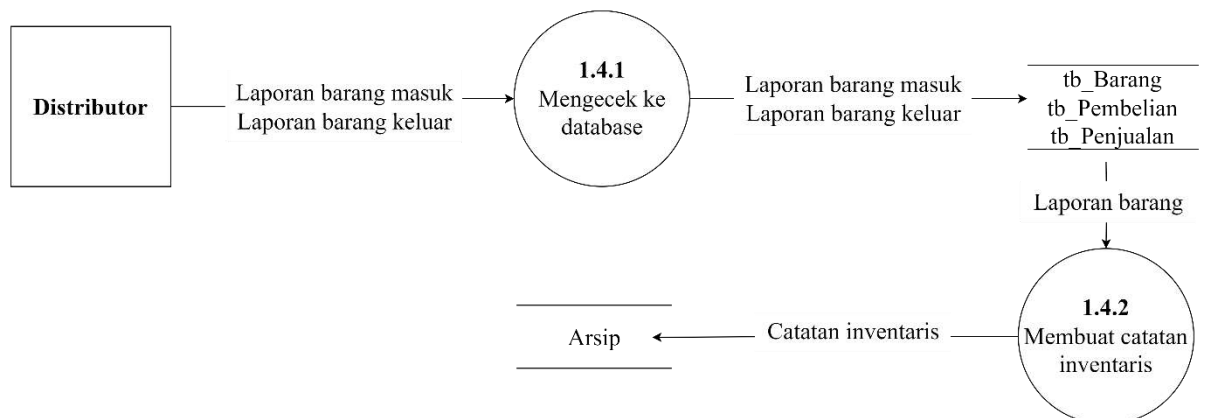 Distributor
Laporan barang masuk
Laporan barang keluar
1.4.1
Mengecek ke
database
Laporan barang masuk
Laporan barang keluar
tb_Barang
tb_Pembelian
tb_Penjualan
Laporan barang
1.4.2
Membuat catatan
inventaris
Catatan inventaris
Arsip